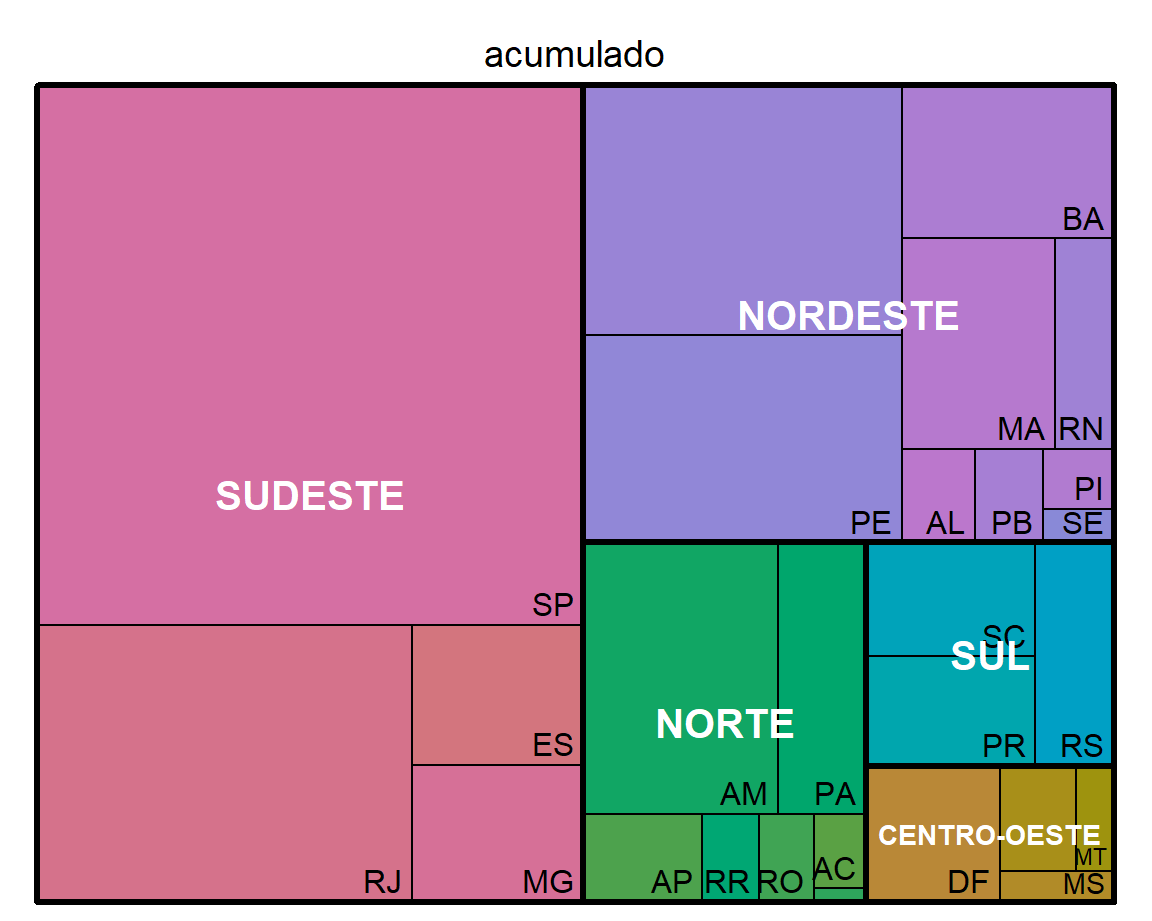 acumulado
BA
NORDESTE
MA
RN
SUDESTE
PI
PE
AL
PB
SE
SP
SC
SUL
NORTE
ES
PR
RS
AM
PA
CENTRO-OESTE
MT
AC
RJ
MG
AP
RR
RO
DF
MS